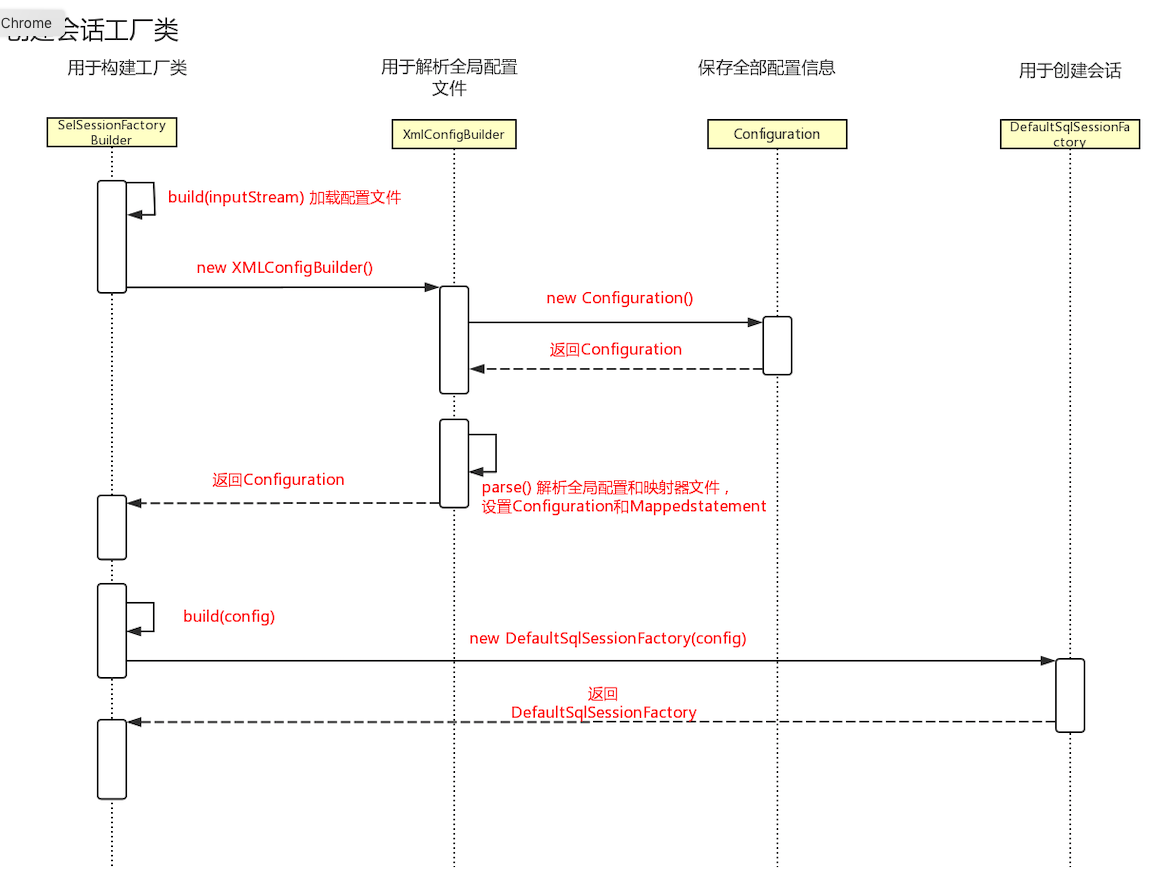 Chrome
会话工厂类
用于构建工厂类
用于解析全局配置
文件
保存全部配置信息
用于创建会话
SelSessionFactory
Builder
XmlConfigBuilder
Configuration
DefaultSqlSessionFa
ctory
build(inputStream) 加载配置文件
new XMLConfigBuilder()
new Configuration()
返回Configuration
返回Configuration
parse() 解析全局配置和映射器文件，
设置Configuration和Mappedstatement
build(config)
new DefaultSqlSessionFactory(config)
返回
DefaultSqlSessionFactory